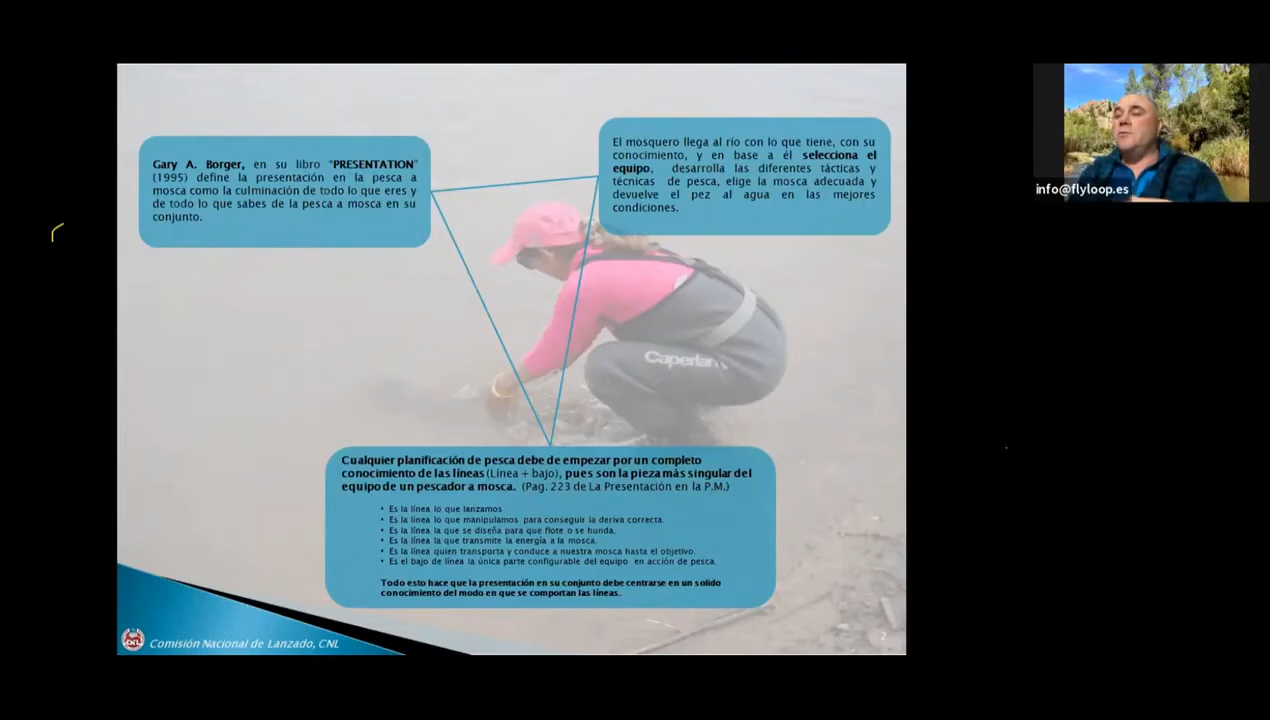 Gary A. Borger, en su libro "PRESENTATION"
(1995) define la presentación en la pesca a
mosca como la culminación de todo lo que eres y
de todo lo que sabes de la pesca a mosca en su
conjunto.
El mosquero llega al río con lo que tiene, con su
conocimiento, y en base a él selecciona el
equipo, desarrolla las diferentes tácticas y
técnicas de pesca, elige la mosca adecuada y
devuelve el pez al agua en las mejores
condiciones.
info@flyloop.es
Caperlan
Cualquier planificación de pesca debe de empezar por un completo
conocimiento de las líneas (Línea + bajo), pues son la pieza más singular del
equipo de un pescador a mosca. (Pag. 223 de La Presentación en la P.M.)
• Es la línea lo que lanzamos
• Es la línea lo que manipulamos para conseguir la deriva correcta.
• Es la línea la que se diseña para que flote o se hunda.
• Es la línea la que transmite la energía a la mosca.
• Es la línea quien transporta y conduce a nuestra mosca hasta el objetivo.
• Es el bajo de línea la única parte configurable del equipo en acción de pesca.
Todo esto hace que la presentación en su conjunto debe centrarse en un solido
conocimiento del modo en que se comportan las líneas.
Comisión Nacional de Lanzado, CNL
2